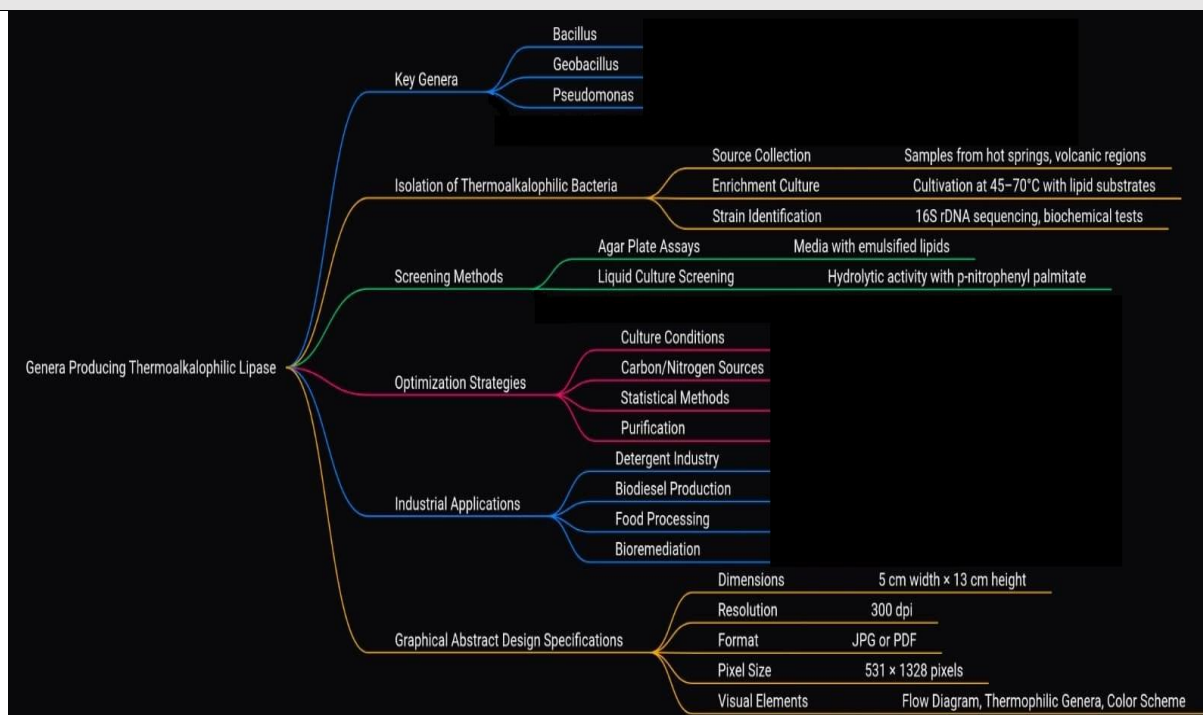 Genera Producing Thermoalkalophilic Lipase
Key Genera
Bacillus
Geobacillus
Pseudomonas
Isolation of Thermoalkalophilic Bacteria
Source Collection Samples from hot springs, volcanic regions
Enrichment Culture Cultivation at 45–70°C with lipid substrates
Strain Identification 16S rDNA sequencing, biochemical tests
Screening Methods
Agar Plate Assays Media with emulsified lipids
Liquid Culture Screening Hydrolytic activity with p-nitrophenyl palmitate
Optimization Strategies
Culture Conditions
Carbon/Nitrogen Sources
Statistical Methods
Purification
Industrial Applications
Detergent Industry
Biodiesel Production
Food Processing
Bioremediation
Graphical Abstract Design Specifications
Dimensions 5 cm width × 13 cm height
Resolution 300 dpi
Format JPG or PDF
Pixel Size 531 × 1328 pixels
Visual Elements Flow Diagram, Thermophilic Genera, Color Scheme